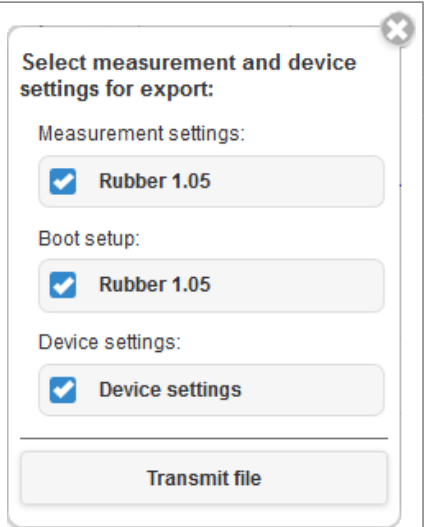 Select measurement and device
settings for export:
Measurement settings:
Rubber 1.05
Boot setup:
Rubber 1.05
Device settings:
Device settings
Transmit file